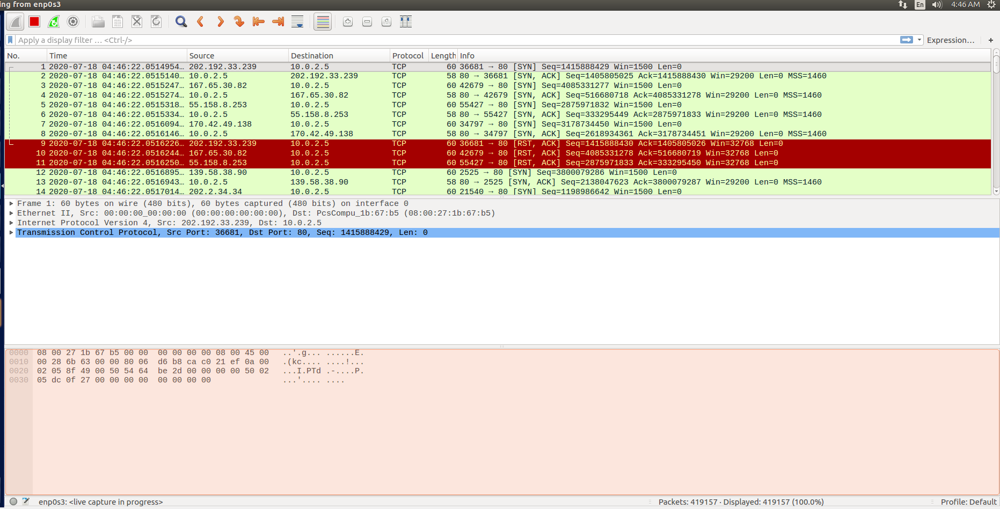 ing from enp0s3
En
4:46 AM
Apply a display filter … <Ctrl-/>
Expression… +
No. Time Source Destination Protocol Length Info
1 2020-07-18 04:46:22.0514954… 202.192.33.239 10.0.2.5 TCP 60 36681 → 80 [SYN] Seq=1415888429 Win=1500 Len=0
2 2020-07-18 04:46:22.0515140… 10.0.2.5 202.192.33.239 TCP 58 80 → 36681 [SYN, ACK] Seq=1405805025 Ack=1415888430 Win=29200 Len=0 MSS=1460
3 2020-07-18 04:46:22.0515247… 167.65.30.82 10.0.2.5 TCP 60 42679 → 80 [SYN] Seq=4085331277 Win=1500 Len=0
4 2020-07-18 04:46:22.0515274… 10.0.2.5 167.65.30.82 TCP 58 80 → 42679 [SYN, ACK] Seq=516680718 Ack=4085331278 Win=29200 Len=0 MSS=1460
5 2020-07-18 04:46:22.0515318… 55.158.8.253 10.0.2.5 TCP 60 55427 → 80 [SYN] Seq=2875971832 Win=1500 Len=0
6 2020-07-18 04:46:22.0515334… 10.0.2.5 55.158.8.253 TCP 58 80 → 55427 [SYN, ACK] Seq=333295449 Ack=2875971833 Win=29200 Len=0 MSS=1460
7 2020-07-18 04:46:22.0516094… 170.42.49.138 10.0.2.5 TCP 60 34797 → 80 [SYN] Seq=3178734450 Win=1500 Len=0
8 2020-07-18 04:46:22.0516146… 10.0.2.5 170.42.49.138 TCP 58 80 → 34797 [SYN, ACK] Seq=2618934361 Ack=3178734451 Win=29200 Len=0 MSS=1460
9 2020-07-18 04:46:22.0516226… 202.192.33.239 10.0.2.5 TCP 60 36681 → 80 [RST, ACK] Seq=1415888430 Ack=1405805026 Win=32768 Len=0
10 2020-07-18 04:46:22.0516244… 167.65.30.82 10.0.2.5 TCP 60 42679 → 80 [RST, ACK] Seq=4085331278 Ack=516680719 Win=32768 Len=0
11 2020-07-18 04:46:22.0516250… 55.158.8.253 10.0.2.5 TCP 60 55427 → 80 [RST, ACK] Seq=2875971833 Ack=333295450 Win=32768 Len=0
12 2020-07-18 04:46:22.0516895… 139.58.38.90 10.0.2.5 TCP 60 2525 → 80 [SYN] Seq=3800079286 Win=1500 Len=0
13 2020-07-18 04:46:22.0516943… 10.0.2.5 139.58.38.90 TCP 58 80 → 2525 [SYN, ACK] Seq=2138047623 Ack=3800079287 Win=29200 Len=0 MSS=1460
14 2020-07-18 04:46:22.0517014… 202.2.34.34 10.0.2.5 TCP 60 21540 → 80 [SYN] Seq=1198986642 Win=1500 Len=0
Frame 1: 60 bytes on wire (480 bits), 60 bytes captured (480 bits) on interface 0
Ethernet II, Src: 00:00:00_00:00:00 (00:00:00:00:00:00), Dst: PcsCompu_1b:67:b5 (08:00:27:1b:67:b5)
Internet Protocol Version 4, Src: 202.192.33.239, Dst: 10.0.2.5
Transmission Control Protocol, Src Port: 36681, Dst Port: 80, Seq: 1415888429, Len: 0
0000 08 00 27 1b 67 b5 00 00 00 00 00 00 08 00 45 00 ..'.g... ......E.
0010 00 28 6b 63 00 00 80 06 d6 b8 ca c0 21 ef 0a 00 .(kc.... ....!...
0020 02 05 8f 49 00 50 54 64 be 2d 00 00 00 00 50 02 ...I.PTd .-....P.
0030 05 dc 0f 27 00 00 00 00 00 00 00 00 ...'.... ....
enp0s3: <live capture in progress>
Packets: 419157 · Displayed: 419157 (100.0%)
Profile: Default